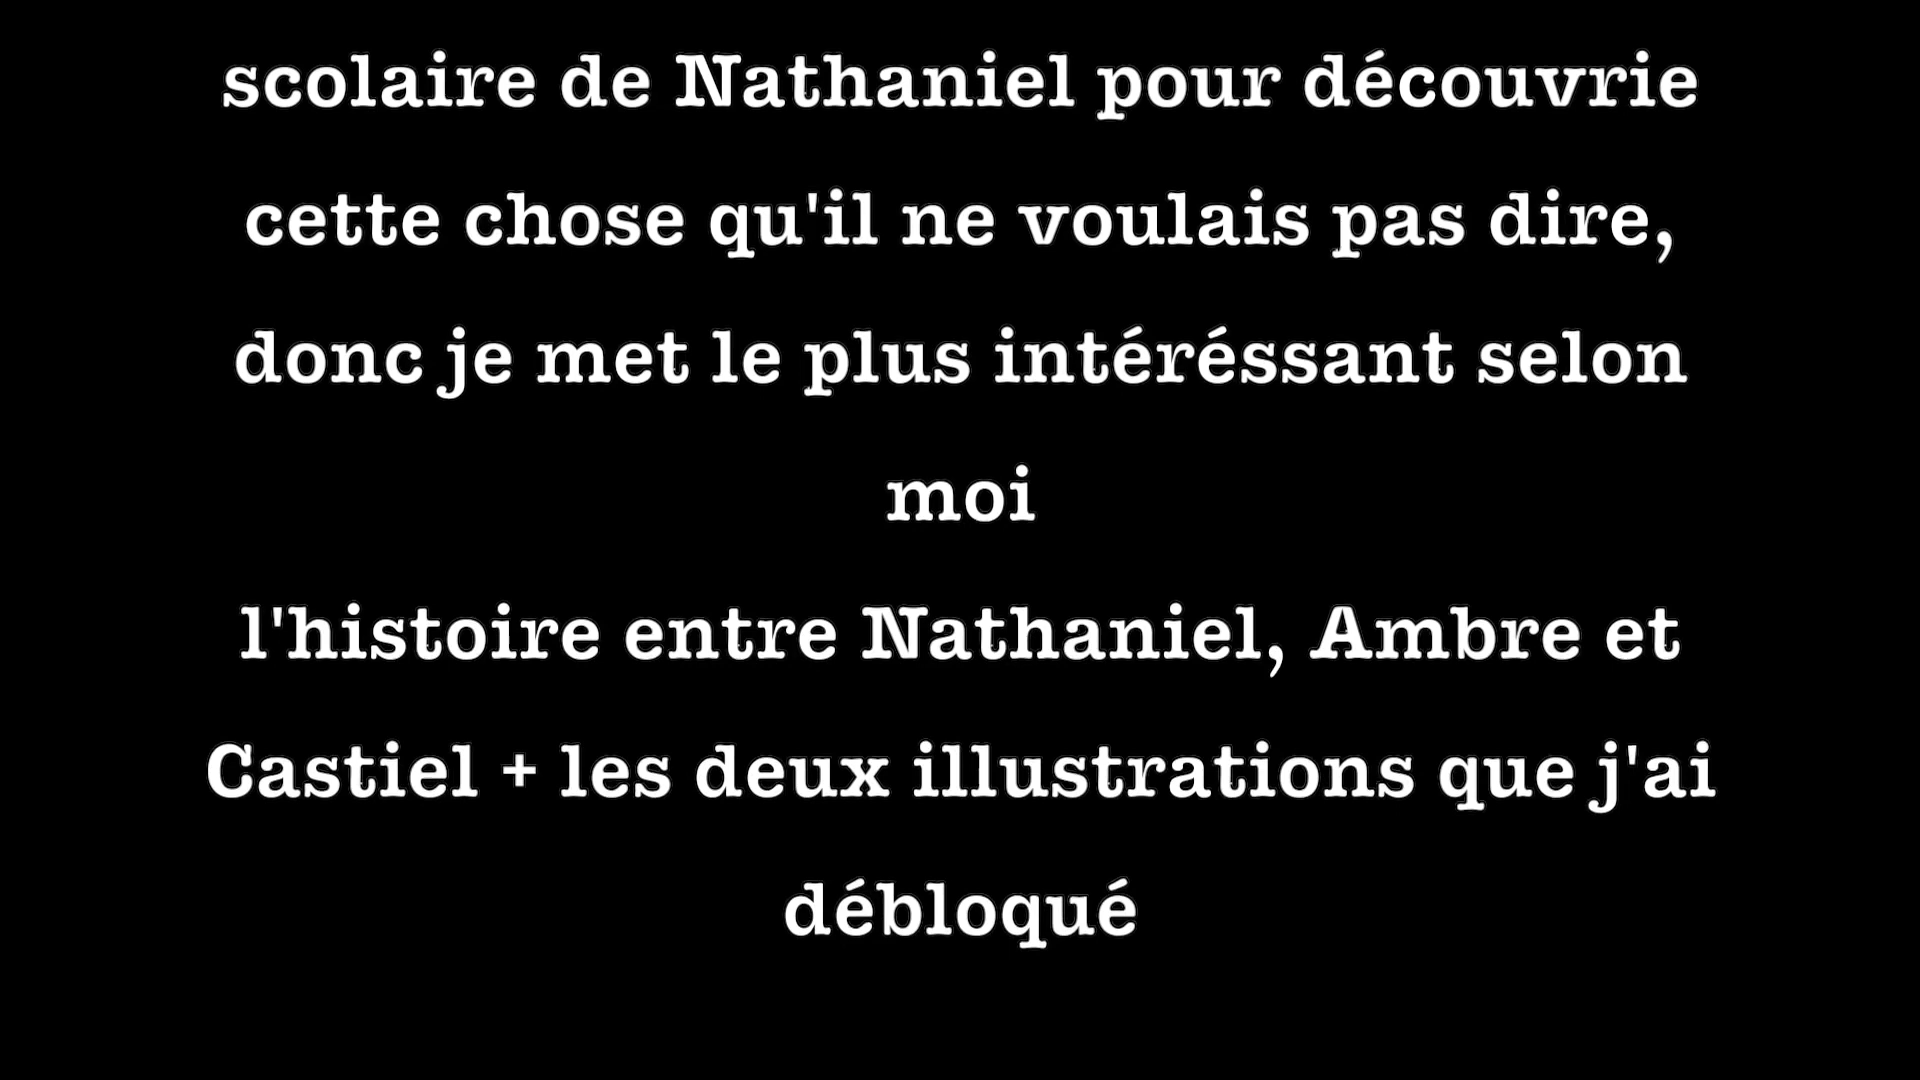 scolaire de Nathaniel pour découvrie
cette chose qu'il ne voulais pas dire,
donc je met le plus intéréssant selon
moi
l'histoire entre Nathaniel, Ambre et
Castiel + les deux illustrations que j'ai
débloqué